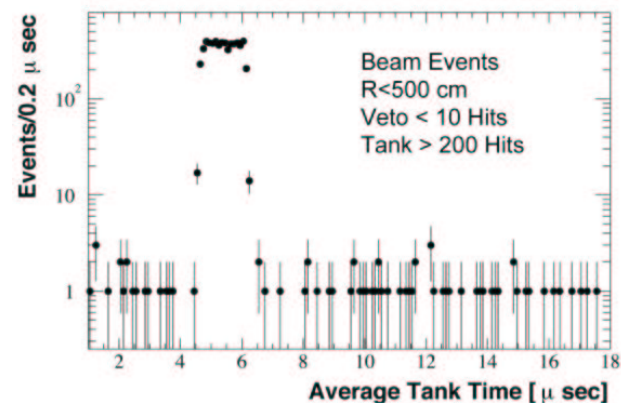 Events/0.2 μ sec
10²
10
1
Beam Events
R<500 cm
Veto < 10 Hits
Tank > 200 Hits
2 4 6 8 10 12 14 16 18
Average Tank Time [ μ sec]